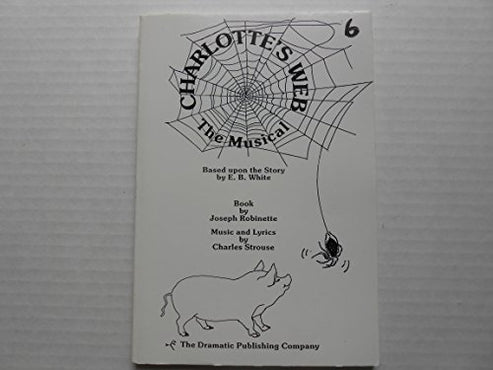 6
CHARLOTTE'S WEB
The Musical
Based upon the Story
by E. B. White
Book
by
Joseph Robinette
Music and Lyrics
by
Charles Strouse
The Dramatic Publishing Company